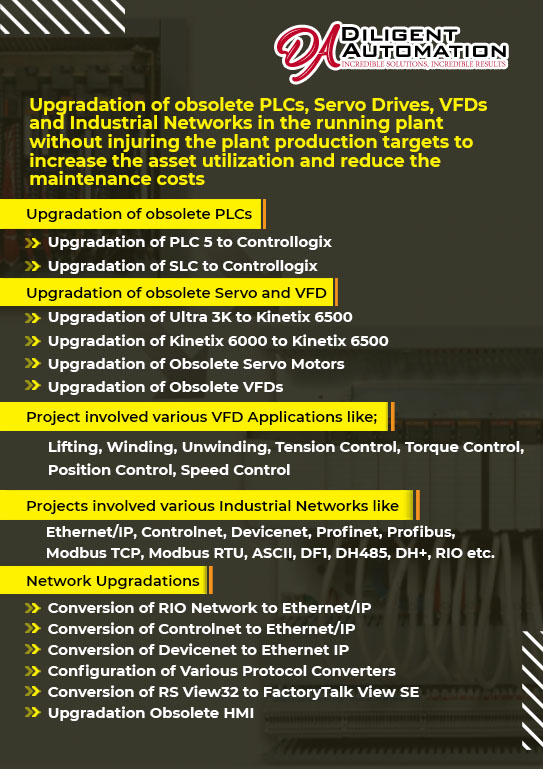 DA DILIGENT
AUTOMATION
INCREDIBLE SOLUTIONS, INCREDIBLE RESULTS
Upgradation of obsolete PLCs, Servo Drives, VFDs
and Industrial Networks in the running plant
without injuring the plant production targets to
increase the asset utilization and reduce the
maintenance costs
Upgradation of obsolete PLCs
Upgradation of PLC 5 to Controllogix
Upgradation of SLC to Controllogix
Upgradation of obsolete Servo and VFD
Upgradation of Ultra 3K to Kinetix 6500
Upgradation of Kinetix 6000 to Kinetix 6500
Upgradation of Obsolete Servo Motors
Upgradation of Obsolete VFDs
Project involved various VFD Applications like;
Lifting, Winding, Unwinding, Tension Control, Torque Control,
Position Control, Speed Control
Projects involved various Industrial Networks like
Ethernet/IP, Controlnet, Devicenet, Profinet, Profibus,
Modbus TCP, Modbus RTU, ASCII, DF1, DH485, DH+, RIO etc.
Network Upgradations
Conversion of RIO Network to Ethernet/IP
Conversion of Controlnet to Ethernet/IP
Conversion of Devicenet to Ethernet IP
Configuration of Various Protocol Converters
Conversion of RS View32 to FactoryTalk View SE
Upgradation Obsolete HMI